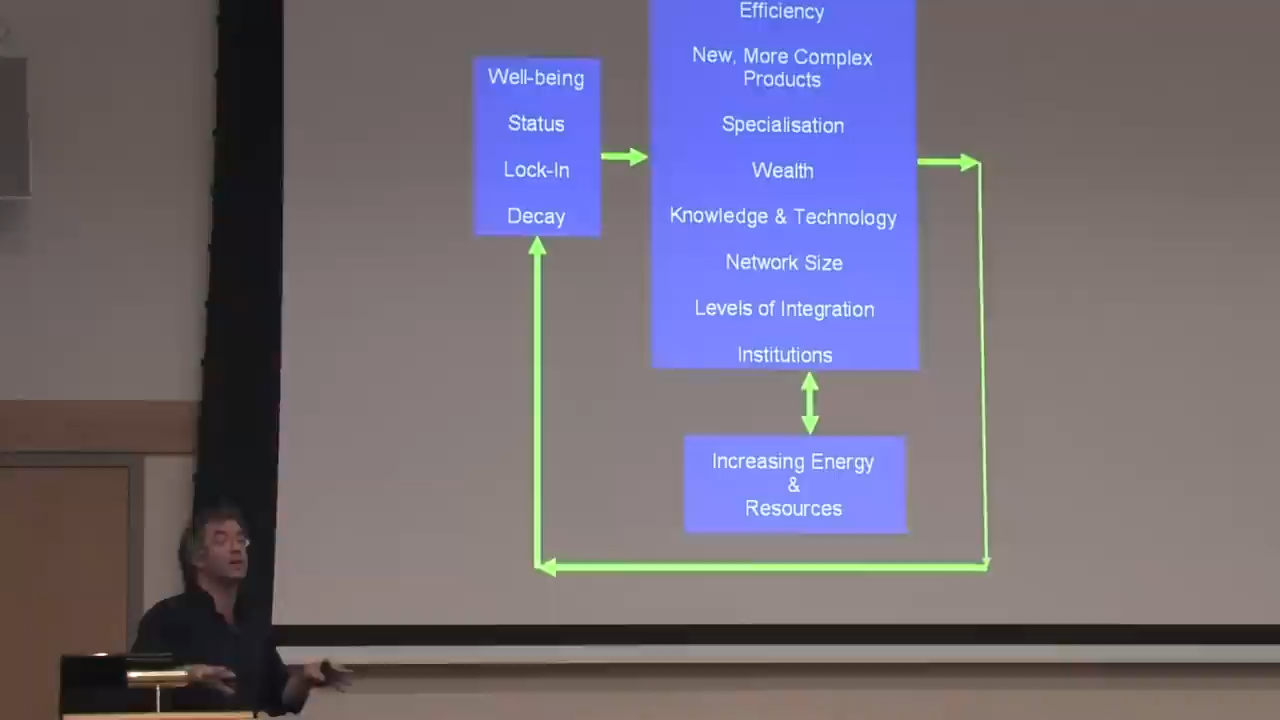 Well-being
Status
Lock-In
Decay
Efficiency
New, More Complex
Products
Specialisation
Wealth
Knowledge & Technology
Network Size
Levels of Integration
Institutions
Increasing Energy
&
Resources